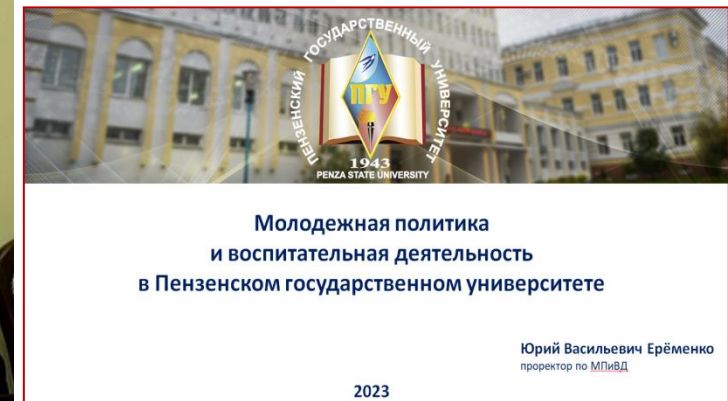 ПЕНЗЕНСКИЙ ГОСУДАРСТВЕННЫЙ УНИВЕРСИТЕТ
ПГУ
1943
PENZA STATE UNIVERSITY
Молодежная политика
и воспитательная деятельность
в Пензенском государственном университете
Юрий Васильевич Ерёменко
проректор по МПиВД
2023